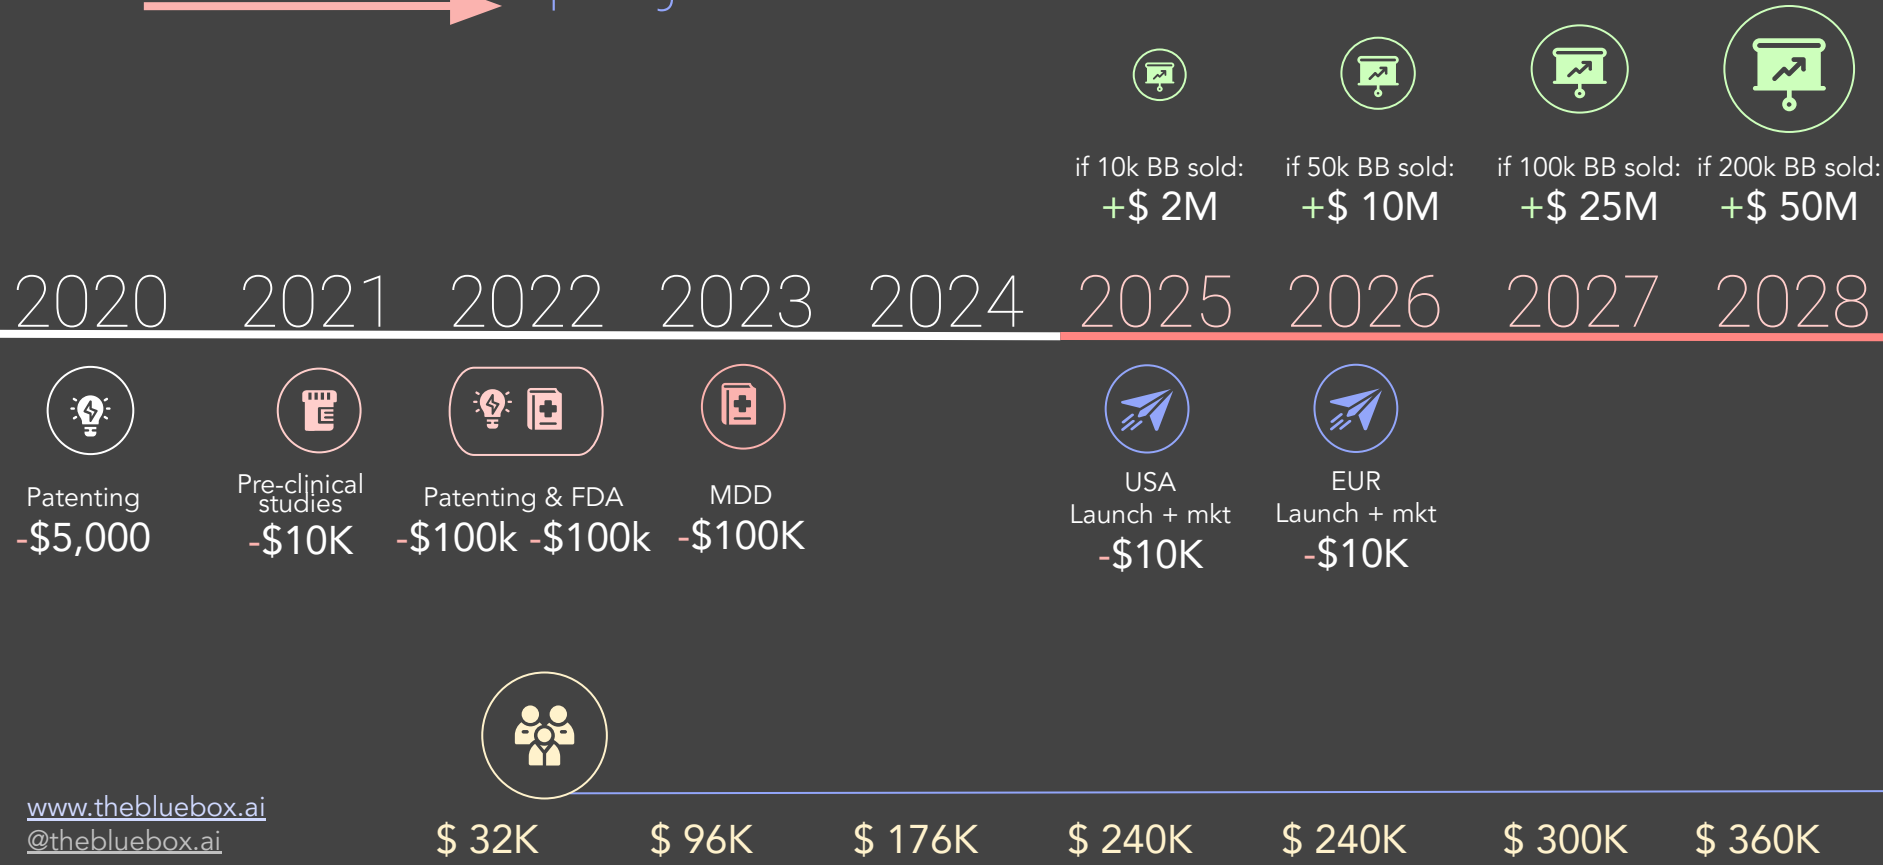 if 10k BB sold:
+$ 2M
if 50k BB sold:
+$ 10M
if 100k BB sold:
+$ 25M
if 200k BB sold:
+$ 50M
2020 2021 2022 2023 2024 2025 2026 2027 2028
Patenting
-$5,000
Pre-clinical
studies
-$10K
Patenting & FDA
-$100k -$100k
MDD
-$100K
USA
Launch + mkt
-$10K
EUR
Launch + mkt
-$10K
www.thebluebox.ai
@thebluebox.ai
$ 32K $ 96K $ 176K $ 240K $ 240K $ 300K $ 360K